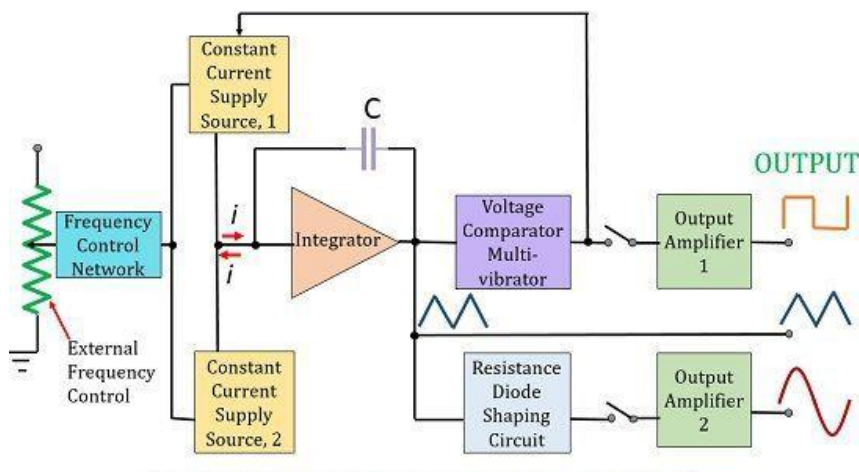 Constant
Current
Supply
Source, 1
C
OUTPUT
Frequency
Control
Network
i
i
Integrator
Voltage
Comparator
Multi-
vibrator
Output
Amplifier
1
External
Frequency
Control
Constant
Current
Supply
Source, 2
Resistance
Diode
Shaping
Circuit
Output
Amplifier
2